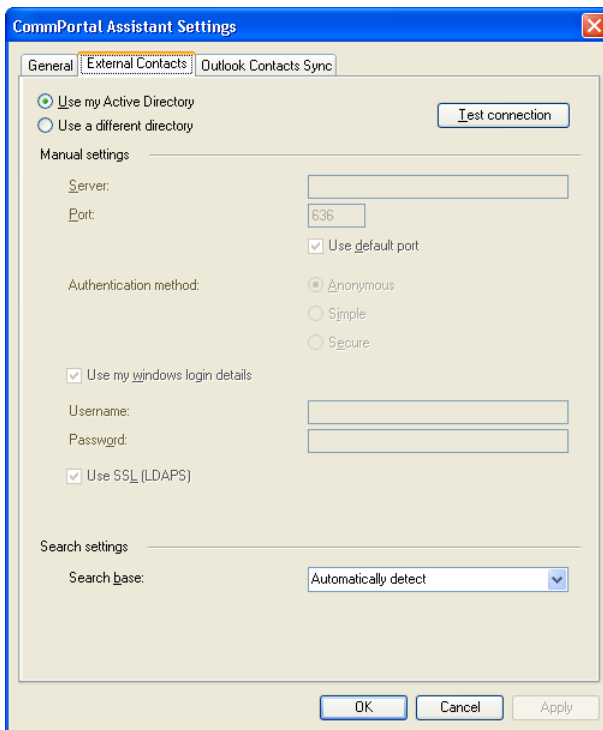 CommPortal Assistant Settings
General External Contacts Outlook Contacts Sync
Use my Active Directory
Test connection
Use a different directory
Manual settings
Server:
Port: 636
Use default port
Authentication method: Anonymous
Simple
Secure
Use my windows login details
Username:
Password:
Use SSL (LDAPS)
Search settings
Search base: Automatically detect
OK Cancel Apply